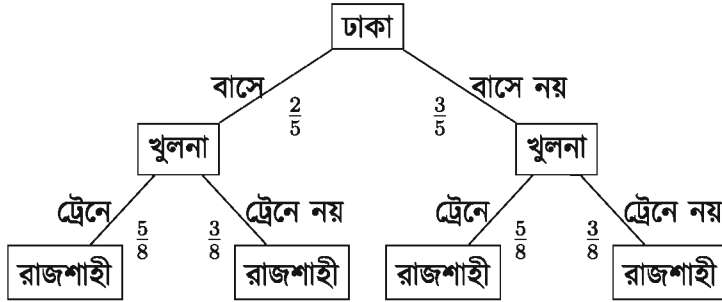 ঢাকা
বাসে বাসে নয়
2/5 3/5
খুলনা খুলনা
ট্রেনে ট্রেনে নয় ট্রেনে ট্রেনে নয়
5/8 3/8 5/8 3/8
রাজশাহী রাজশাহী রাজশাহী রাজশাহী